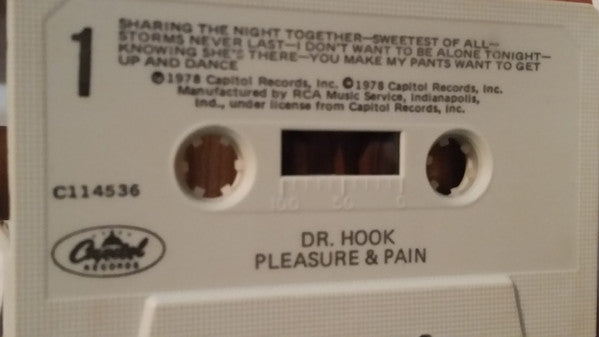 1
SHARING THE NIGHT TOGETHER—SWEETEST OF ALL—
STORMS NEVER LAST—I DON'T WANT TO BE ALONE TONIGHT—
KNOWING SHE'S THERE—YOU MAKE MY PANTS WANT TO GET
UP AND DANCE
℗1978 Capitol Records, Inc. ©1978 Capitol Records, Inc.
Manufactured by RCA Music Service, Indianapolis,
Ind., under license from Capitol Records, Inc.
C114536
100 50 0
Capitol
RECORDS
DR. HOOK
PLEASURE & PAIN